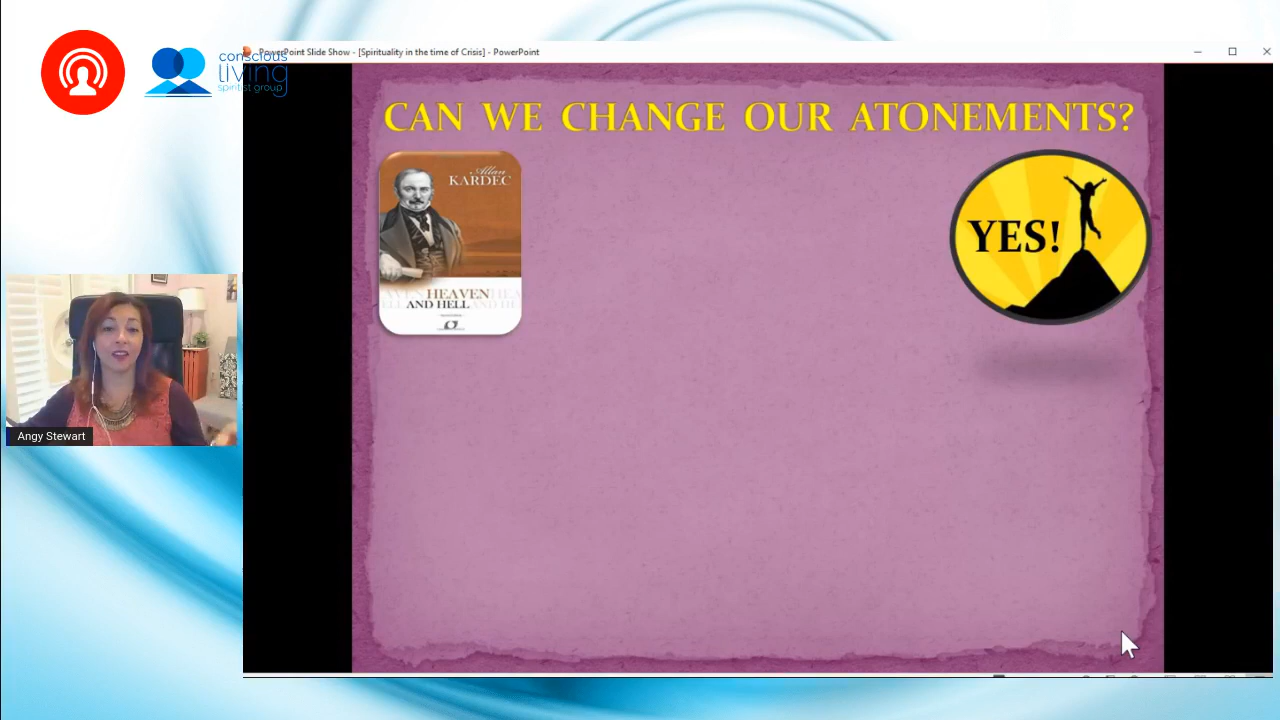 conscious
living
spiritist group
PowerPoint Slide Show - [Spirituality in the time of Crisis] - PowerPoint
CAN WE CHANGE OUR ATONEMENTS?
Allan
KARDEC
HEAVEN
AND HELL
YES!
Angy Stewart